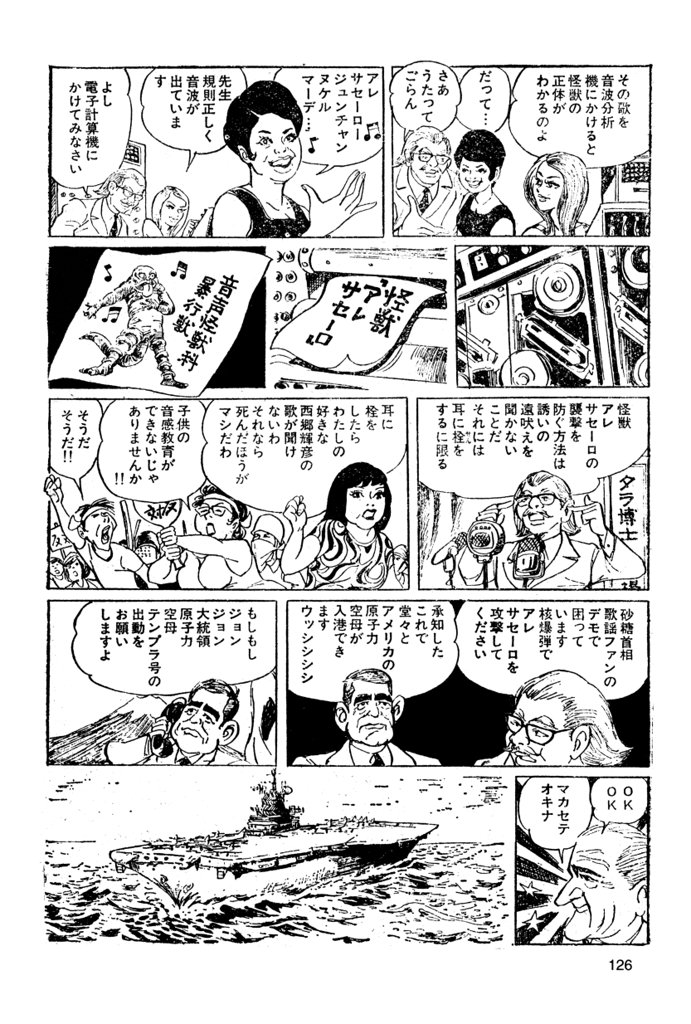 その歌を
音波分析
機にかけると
怪獣の
正体が
わかるのよ
だって…
さあ
うたって
ごらん
アレ
サセーロー
ジュンチャン
ヌケル
マーデ…
先生
規則正しく
音波が
出ていま
す
よし
電子計算機に
かけてみなさい
怪獣
"アレ
サセーロ"
音声怪獣科
暴行獣
怪獣
アレ
サセーロの
襲撃を
防ぐ方法は
誘いの
遠吠えを
聞かない
ことだ
それには
耳に栓を
するに限る
タラ博士
耳に
栓を
したら
わたしの
好きな
西郷輝彦の
歌が聞け
ないわ
それなら
死んだほうが
マシだわ
子供の
音感教育が
できないじゃ
ありませんか
!!
そうだ
そうだ!!
砂糖首相
歌謡ファンの
デモで
困って
います
核爆弾で
アレ
サセーロを
攻撃して
ください
承知した
これで
堂々と
アメリカの
原子力
空母が
入港でき
ます
ウッシシシシ
もしもし
ジョン
ジョン
大統領
原子力
空母
テンプラ号の
出動を
お願い
しますよ
OK
OK
マカセテ
オキナ
126